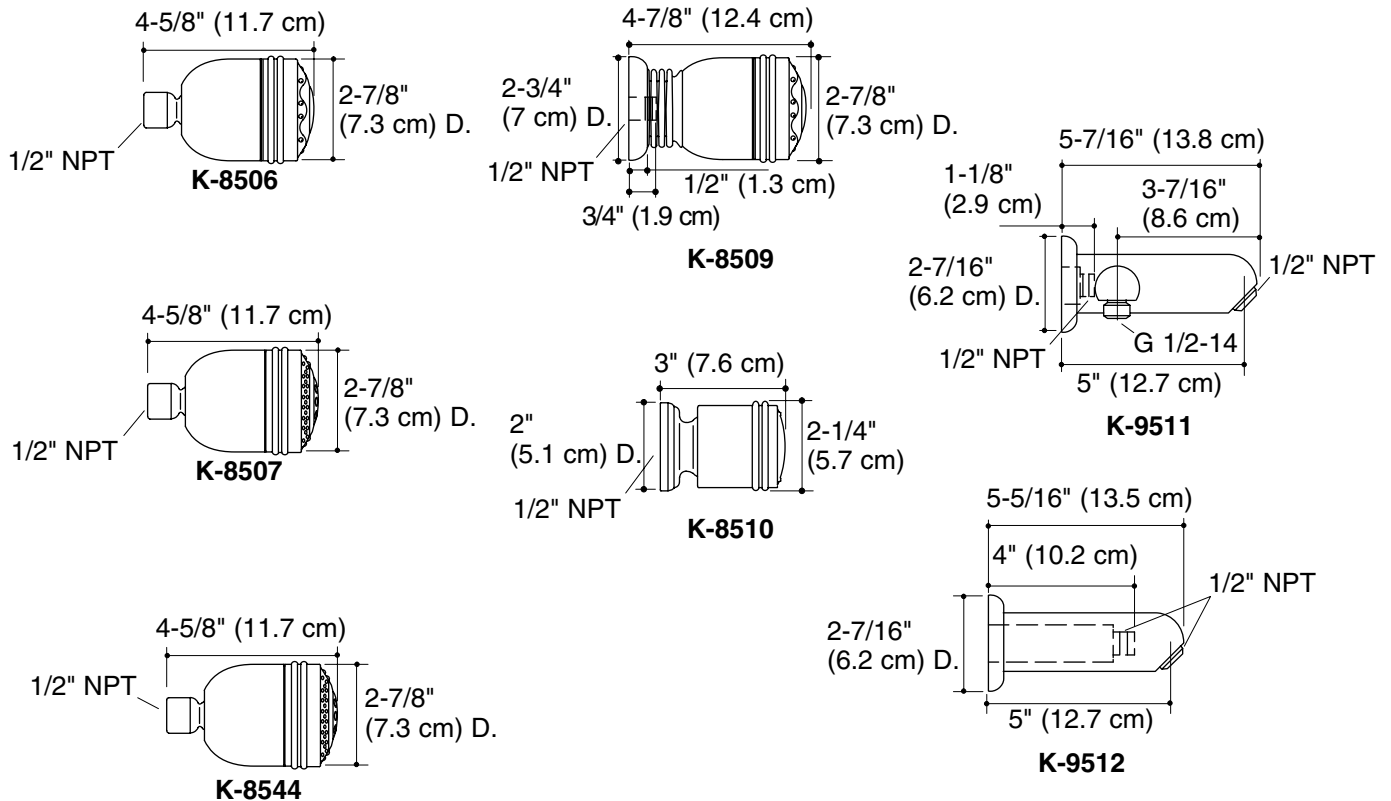 4-5/8" (11.7 cm)
2-7/8"
(7.3 cm) D.
1/2" NPT
K-8506
4-7/8" (12.4 cm)
2-3/4"
(7 cm) D.
2-7/8"
(7.3 cm) D.
1/2" NPT
1/2" (1.3 cm)
3/4" (1.9 cm)
K-8509
5-7/16" (13.8 cm)
1-1/8"
(2.9 cm)
3-7/16"
(8.6 cm)
2-7/16"
(6.2 cm) D.
1/2" NPT
G 1/2-14
1/2" NPT
5" (12.7 cm)
K-9511
4-5/8" (11.7 cm)
2-7/8"
(7.3 cm) D.
1/2" NPT
K-8507
3" (7.6 cm)
2"
(5.1 cm) D.
2-1/4"
(5.7 cm)
1/2" NPT
K-8510
5-5/16" (13.5 cm)
4" (10.2 cm)
1/2" NPT
2-7/16"
(6.2 cm) D.
5" (12.7 cm)
K-9512
4-5/8" (11.7 cm)
1/2" NPT
2-7/8"
(7.3 cm) D.
K-8544